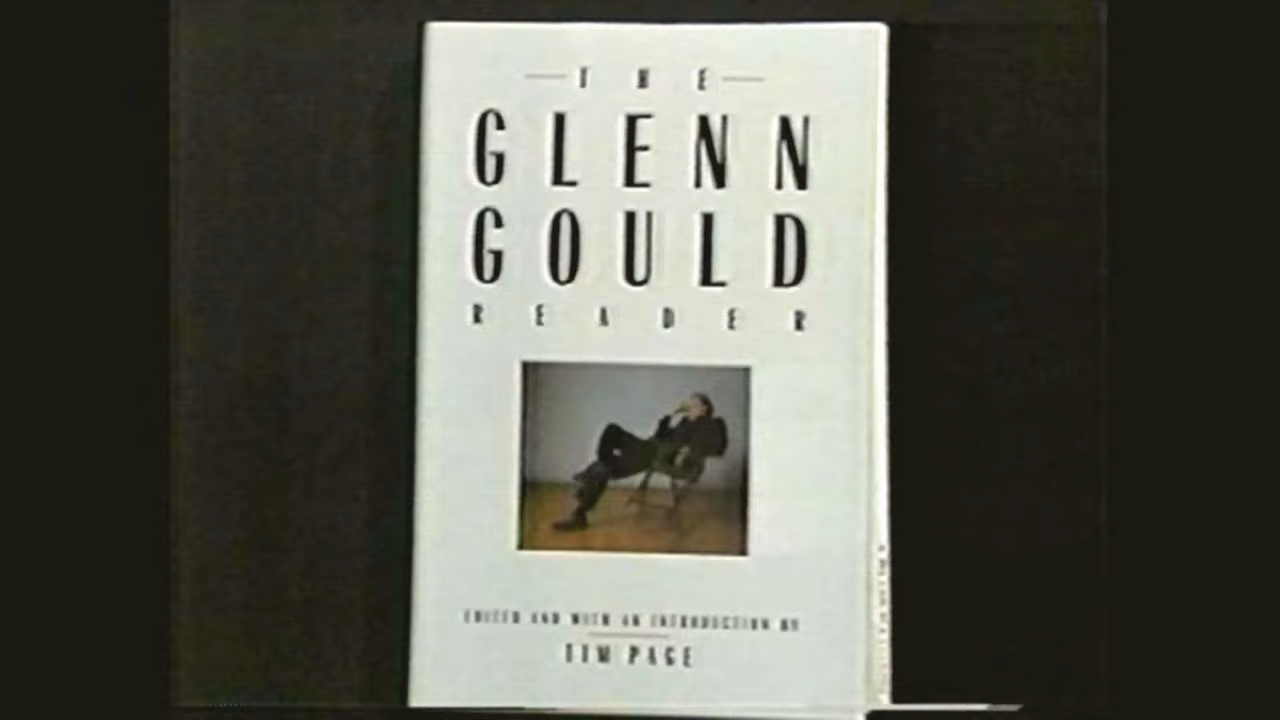 THE
GLENN
GOULD
READER
EDITED AND WITH AN INTRODUCTION BY
TIM PAGE